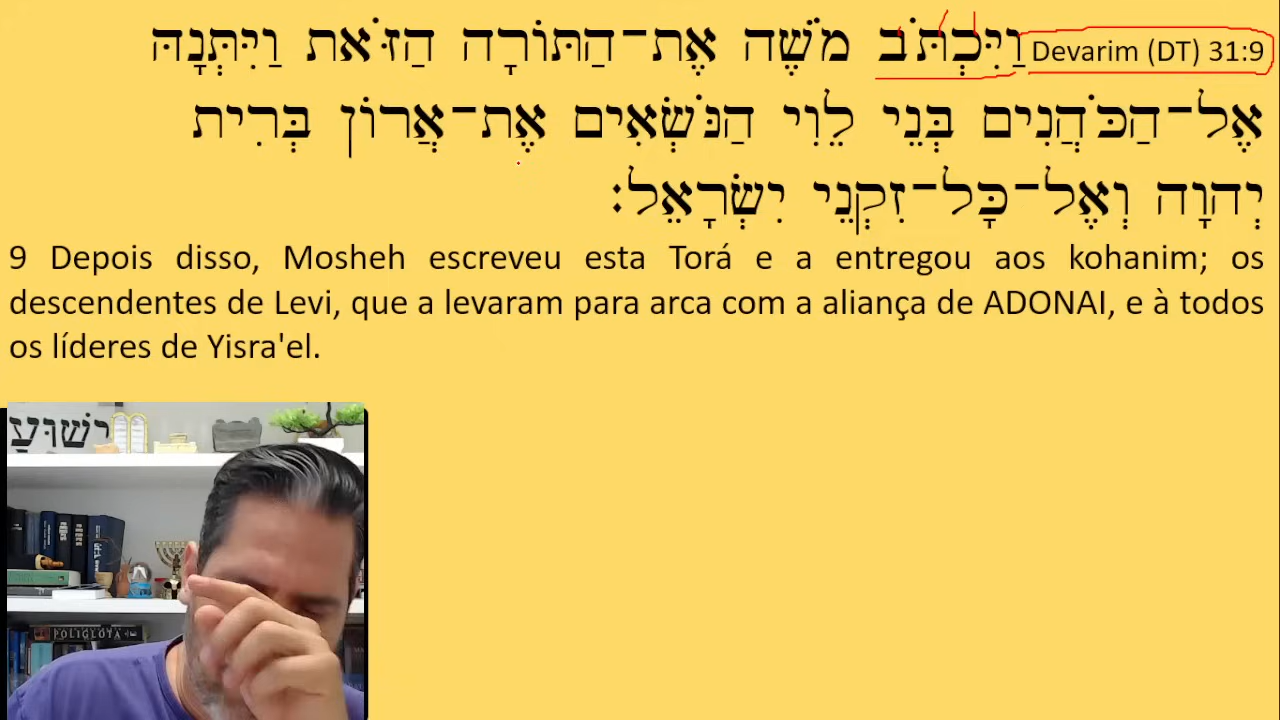 Devarim (DT) 31:9 וַיִּכְתֹּב מֹשֶׁה אֶת־הַתּוֹרָה הַזֹּאת וַיִּתְּנָהּ
אֶל־הַכֹּהֲנִים בְּנֵי לֵוִי הַנֹּשְׂאִים אֶת־אֲרוֹן בְּרִית
יְהוָה וְאֶל־כָּל־זִקְנֵי יִשְׂרָאֵל׃
9 Depois disso, Mosheh escreveu esta Torá e a entregou aos kohanim; os
descendentes de Levi, que a levaram para arca com a aliança de ADONAI, e à todos
os líderes de Yisra'el.
ישׁוּעַ
POLIGLOTA